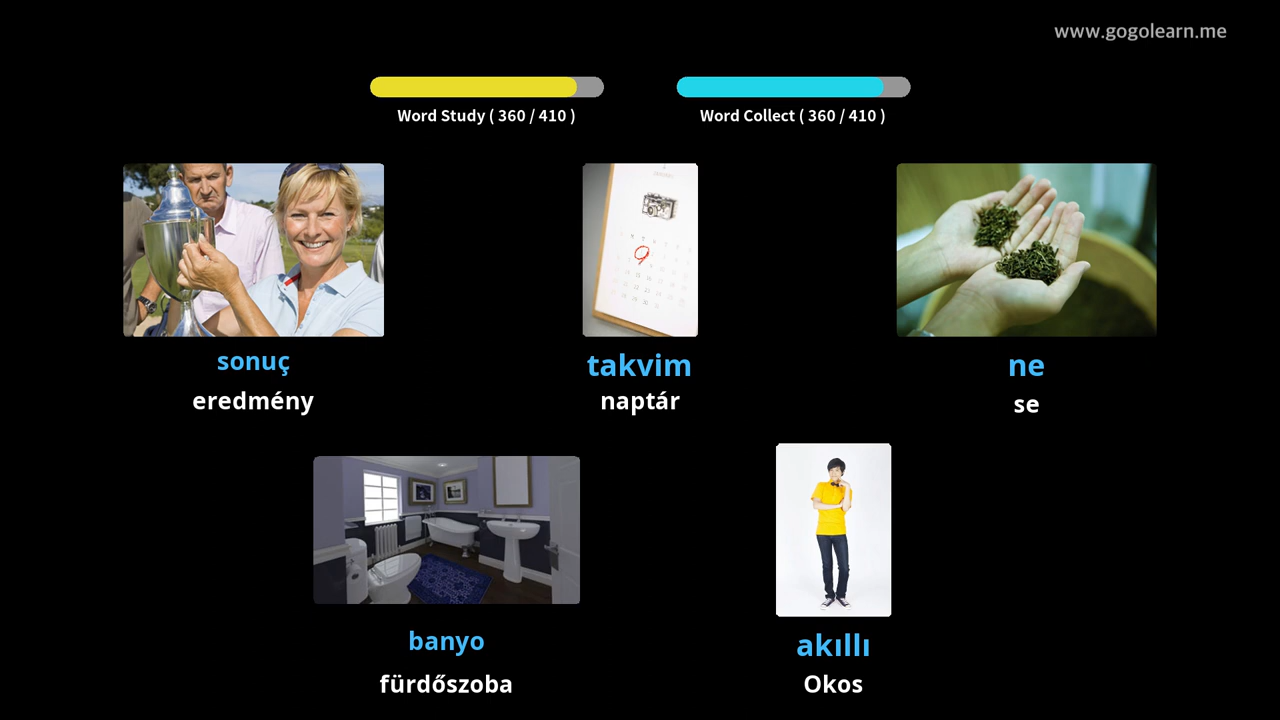 www.gogolearn.me
Word Study ( 360 / 410 )
Word Collect ( 360 / 410 )
sonuç
eredmény
takvim
naptár
ne
se
banyo
fürdőszoba
akıllı
Okos